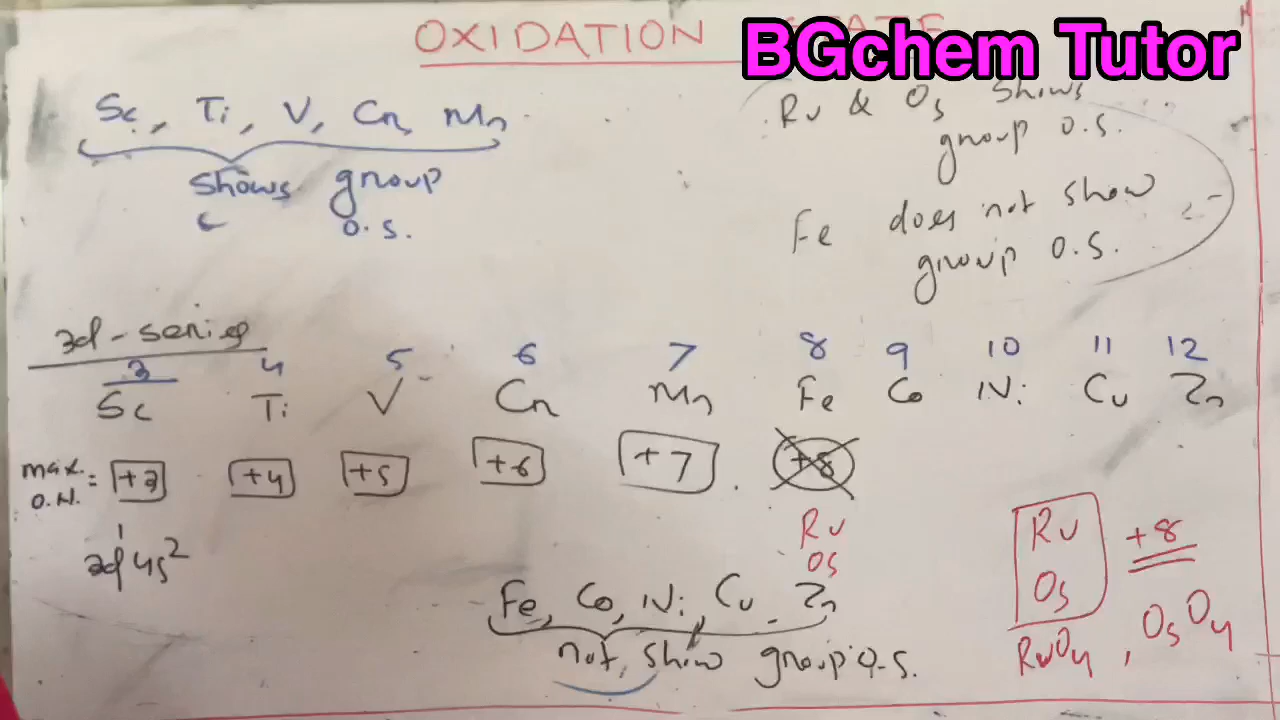 OXIDATION
BGchem Tutor
Sc, Ti, V, Cr, Mn
shows group
o.s.
Ru & Os shows
group o.s.
Fe does not show
group o.s.
3d-series
3 4 5 6 7 8 9 10 11 12
Sc Ti V Cr Mn Fe Co Ni Cu Zn
max. O.N. = +3 +4 +5 +6 +7 +8
3d¹4s²
Ru
Os
Fe, Co, Ni, Cu, Zn
not show group o.s.
Ru +8
Os
RuO4, OsO4